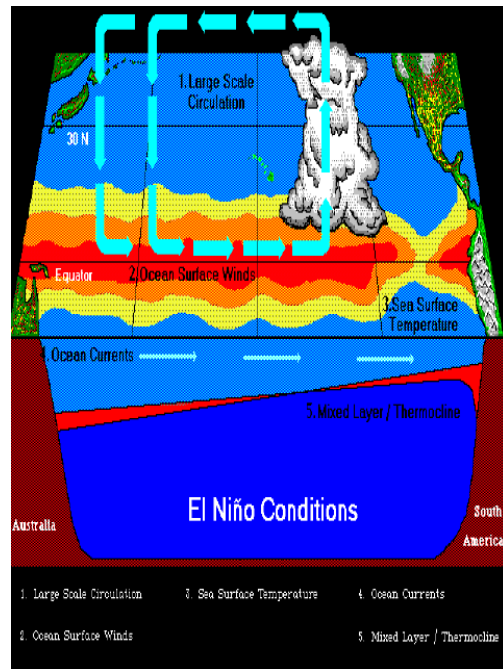 1.Large Scale
Circulation
30 N
Equator
2.Ocean Surface Winds
3.Sea Surface
Temperature
4.Ocean Currents
5.Mixed Layer / Thermocline
El Niño Conditions
Australia
South
America
1. Large Scale Circulation
3. Sea Surface Temperature
4. Ocean Currents
2. Ocean Surface Winds
5. Mixed Layer / Thermocline